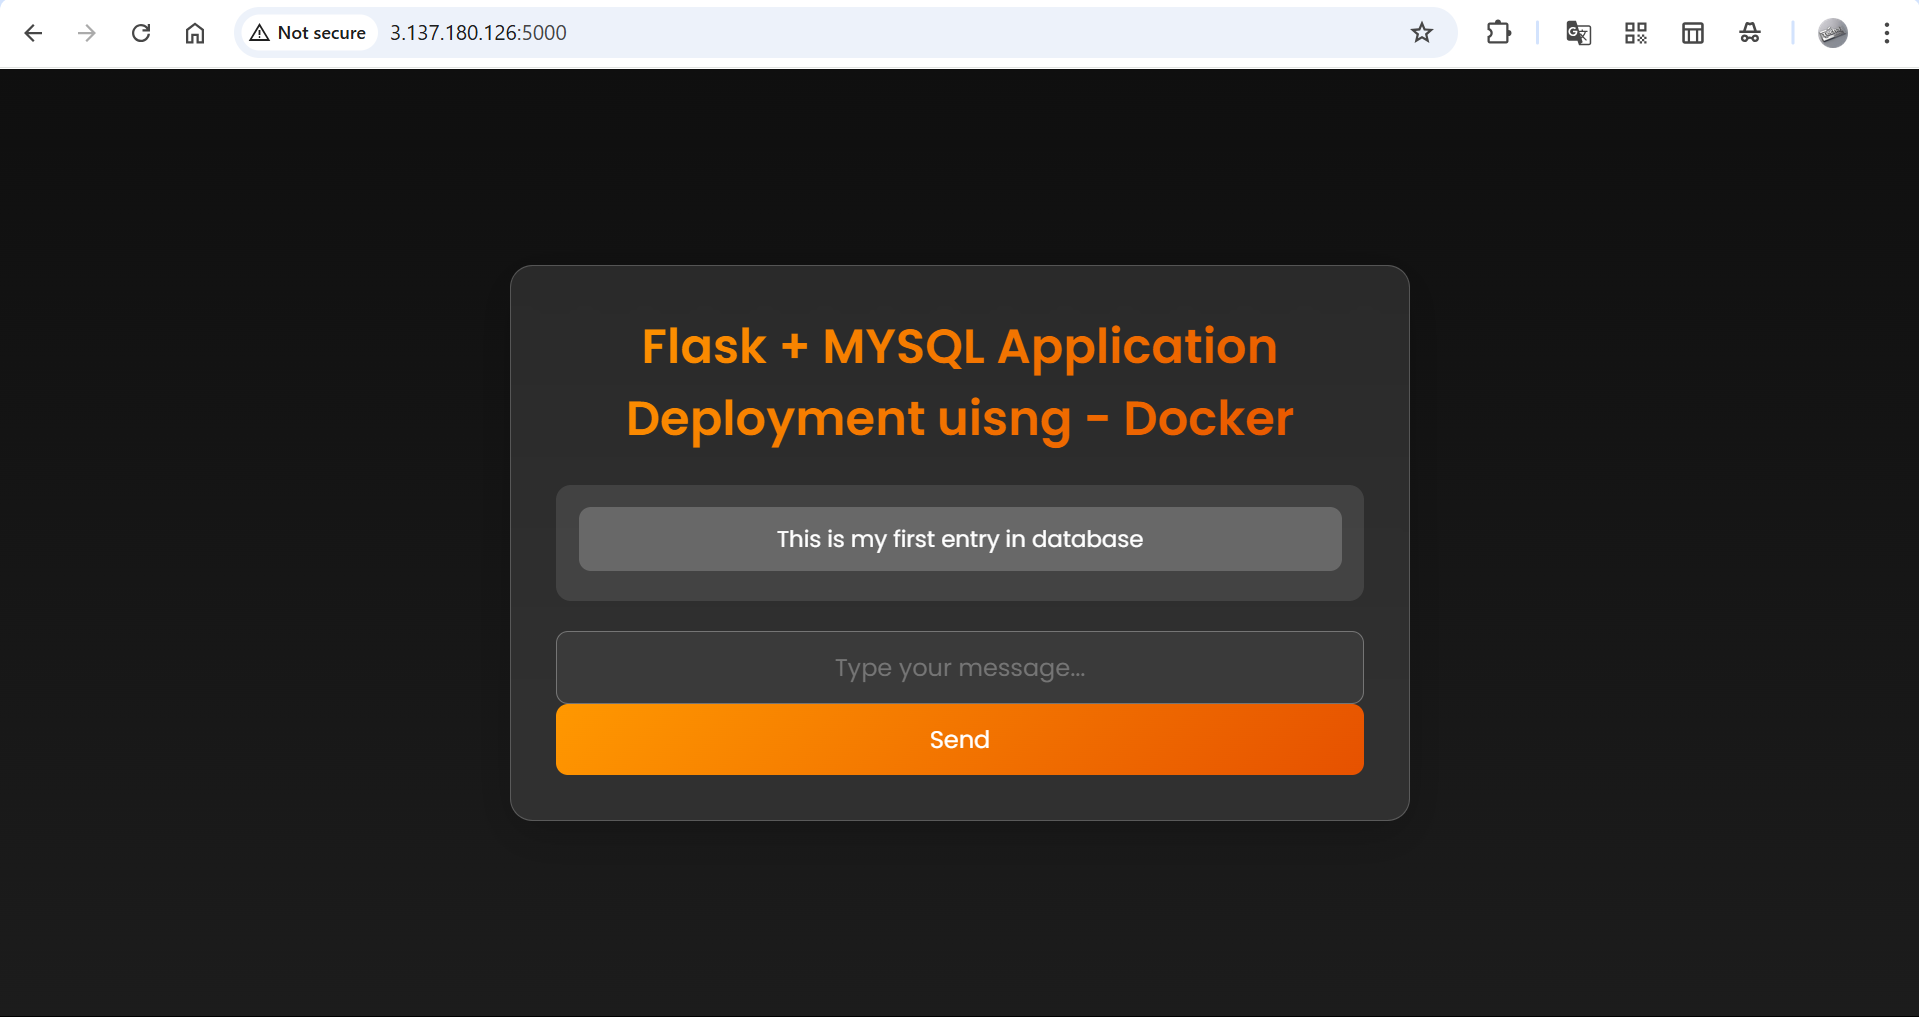 Not secure
3.137.180.126:5000
Flask + MYSQL Application
Deployment uisng - Docker
This is my first entry in database
Type your message...
Send